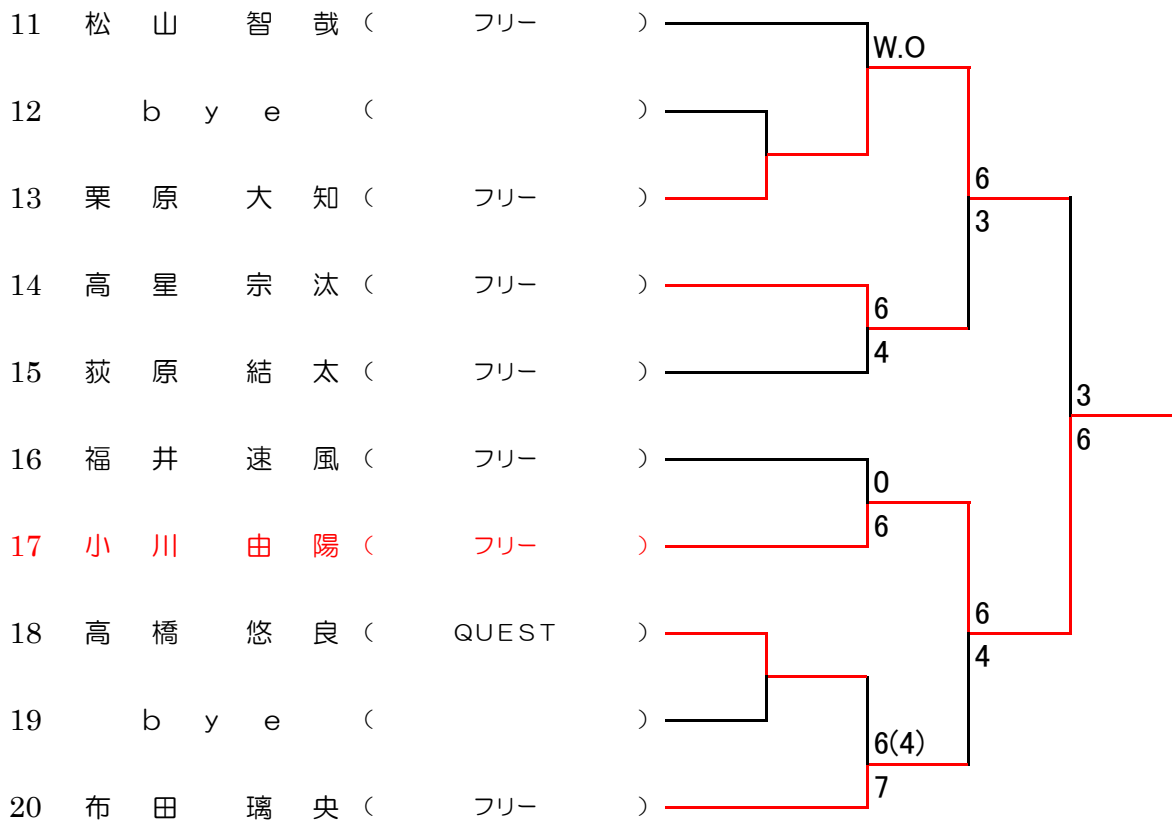 11 松 山 智 哉 ( フリー )
W.O
12 b y e ( )
13 栗 原 大 知 ( フリー )
6
3
14 高 星 宗 汰 ( フリー )
6
4
15 荻 原 結 太 ( フリー )
3
6
16 福 井 速 風 ( フリー )
0
6
17 小 川 由 陽 ( フリー )
18 高 橋 悠 良 ( QUEST )
6
4
19 b y e ( )
6(4)
7
20 布 田 璃 央 ( フリー )